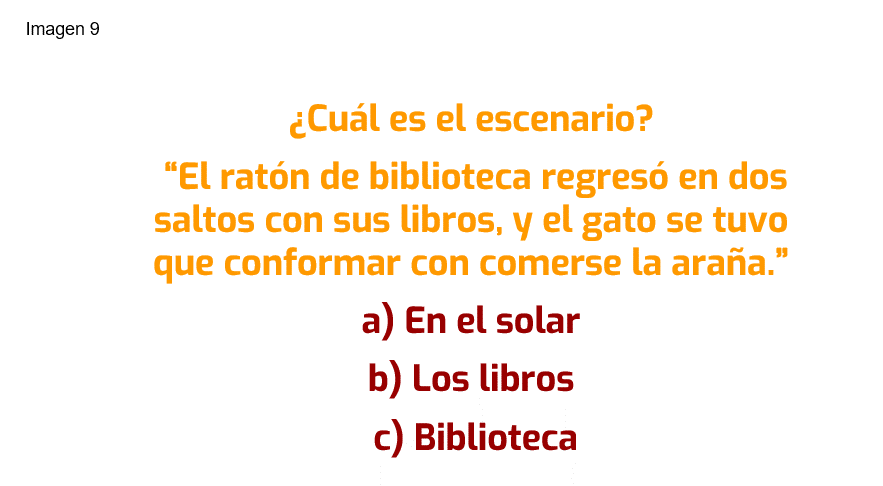 Imagen 9
¿Cuál es el escenario?
“El ratón de biblioteca regresó en dos
saltos con sus libros, y el gato se tuvo
que conformar con comerse la araña.”
a) En el solar
b) Los libros
c) Biblioteca